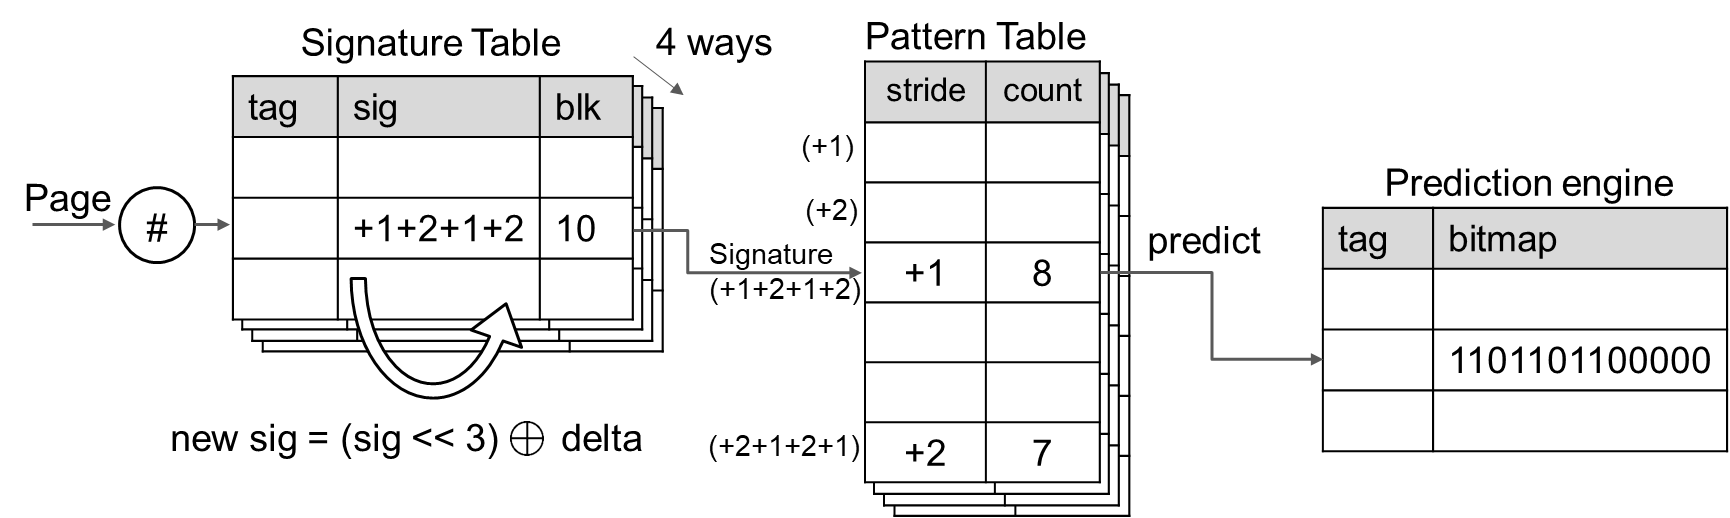 Signature Table
4 ways
tag sig blk
Page
#
+1+2+1+2 10
new sig = (sig << 3) ⊕ delta
Signature
(+1+2+1+2)
Pattern Table
stride count
(+1)
(+2)
+1 8
(+2+1+2+1)
+2 7
predict
Prediction engine
tag bitmap
1101101100000